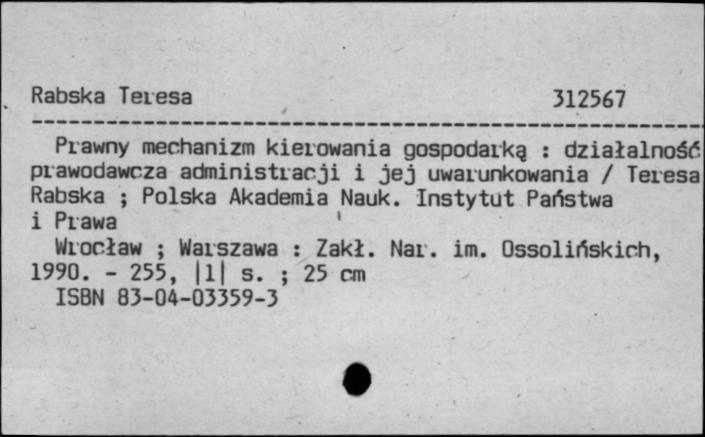 Rabska Teresa 312567
Prawny mechanizm kierowania gospodarką : działalność
prawodawcza administracji i jej uwarunkowania / Teresa
Rabska ; Polska Akademia Nauk. Instytut Państwa
i Prawa
Wrocław ; Warszawa : Zakł. Nar. im. Ossolińskich,
1990. - 255, |1| s. ; 25 cm
ISBN 83-04-03359-3